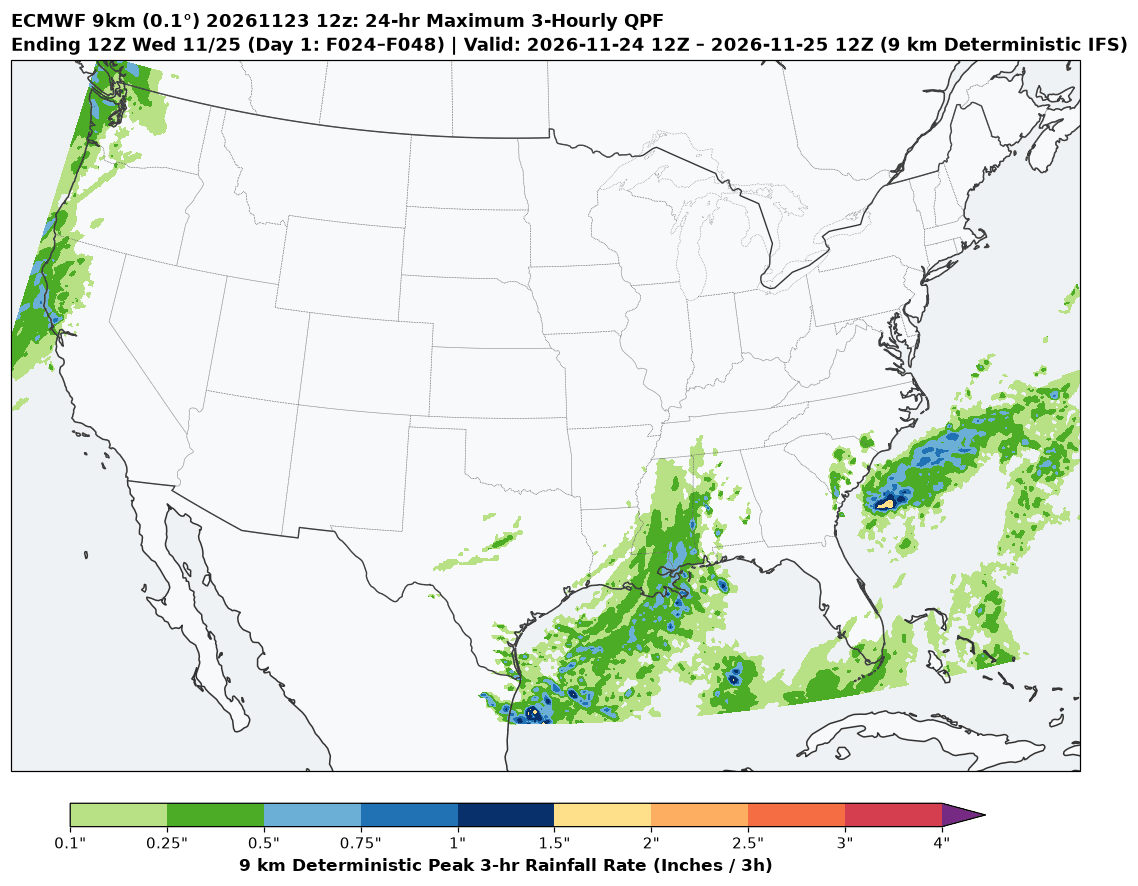 ECMWF 9km (0.1°) 20261123 12z: 24-hr Maximum 3-Hourly QPF
Ending 12Z Wed 11/25 (Day 1: F024–F048) | Valid: 2026-11-24 12Z – 2026-11-25 12Z (9 km Deterministic IFS)
0.1" 0.25" 0.5" 0.75" 1" 1.5" 2" 2.5" 3" 4"
9 km Deterministic Peak 3-hr Rainfall Rate (Inches / 3h)